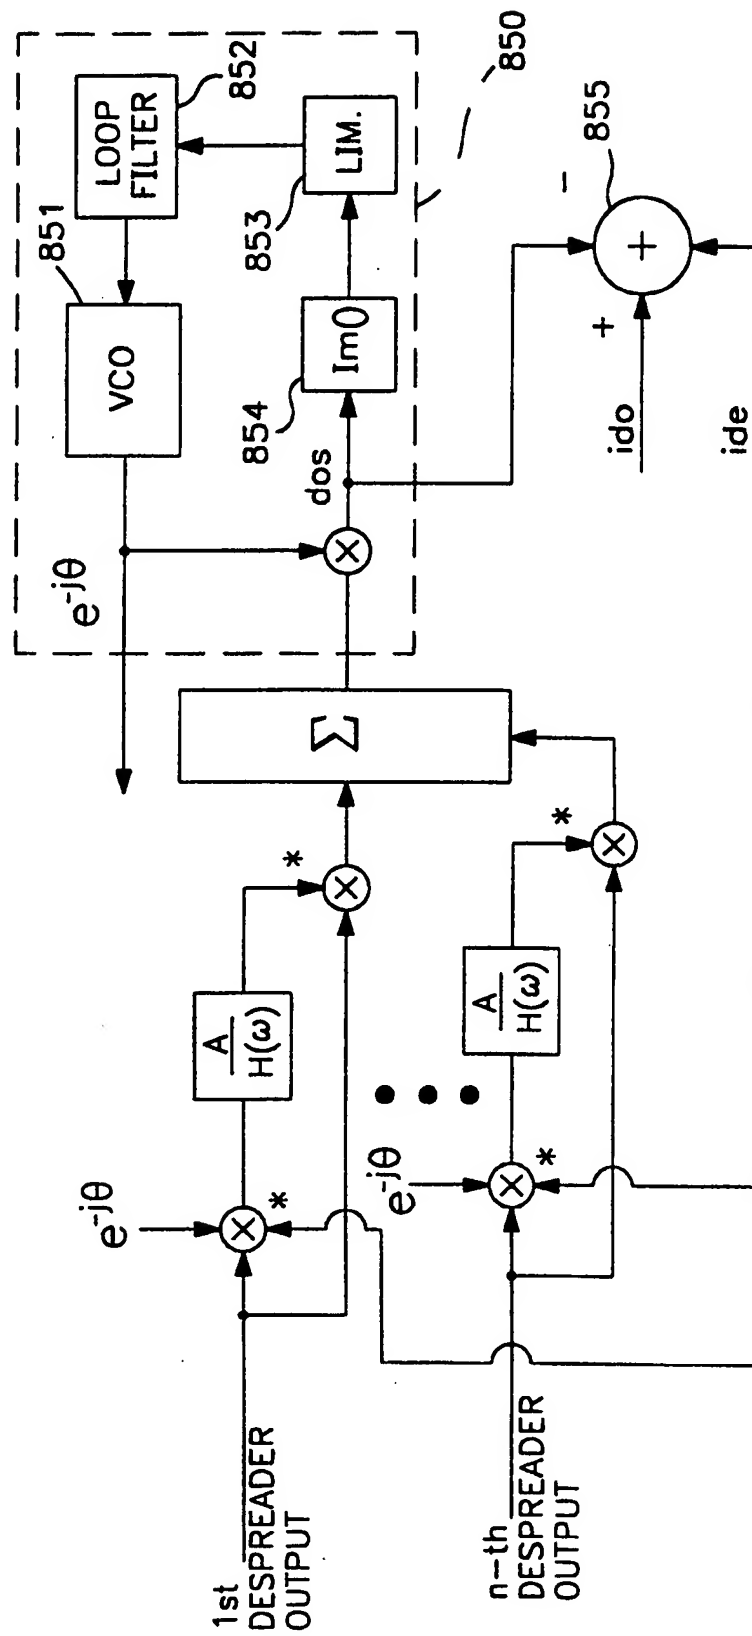 1st
DESPREADER
OUTPUT
n-th
DESPREADER
OUTPUT
e-jθ
*
A
H(ω)
*
e-jθ
*
A
H(ω)
*
Σ
e-jθ
VCO
851
LOOP
FILTER
852
LIM.
853
Im()
854
dos
850
855
+
+
-
ido
ide